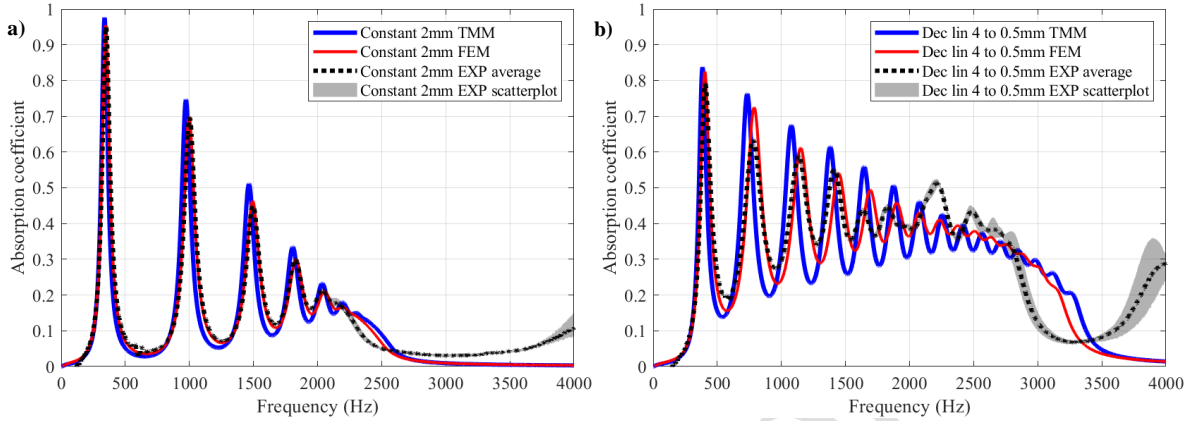 a)
Constant 2mm TMM
Constant 2mm FEM
Constant 2mm EXP average
Constant 2mm EXP scatterplot
Absorption coefficient
1
0.9
0.8
0.7
0.6
0.5
0.4
0.3
0.2
0.1
0
0 500 1000 1500 2000 2500 3000 3500 4000
Frequency (Hz)
b)
Dec lin 4 to 0.5mm TMM
Dec lin 4 to 0.5mm FEM
Dec lin 4 to 0.5mm EXP average
Dec lin 4 to 0.5mm EXP scatterplot
Absorption coefficient
1
0.9
0.8
0.7
0.6
0.5
0.4
0.3
0.2
0.1
0
0 500 1000 1500 2000 2500 3000 3500 4000
Frequency (Hz)